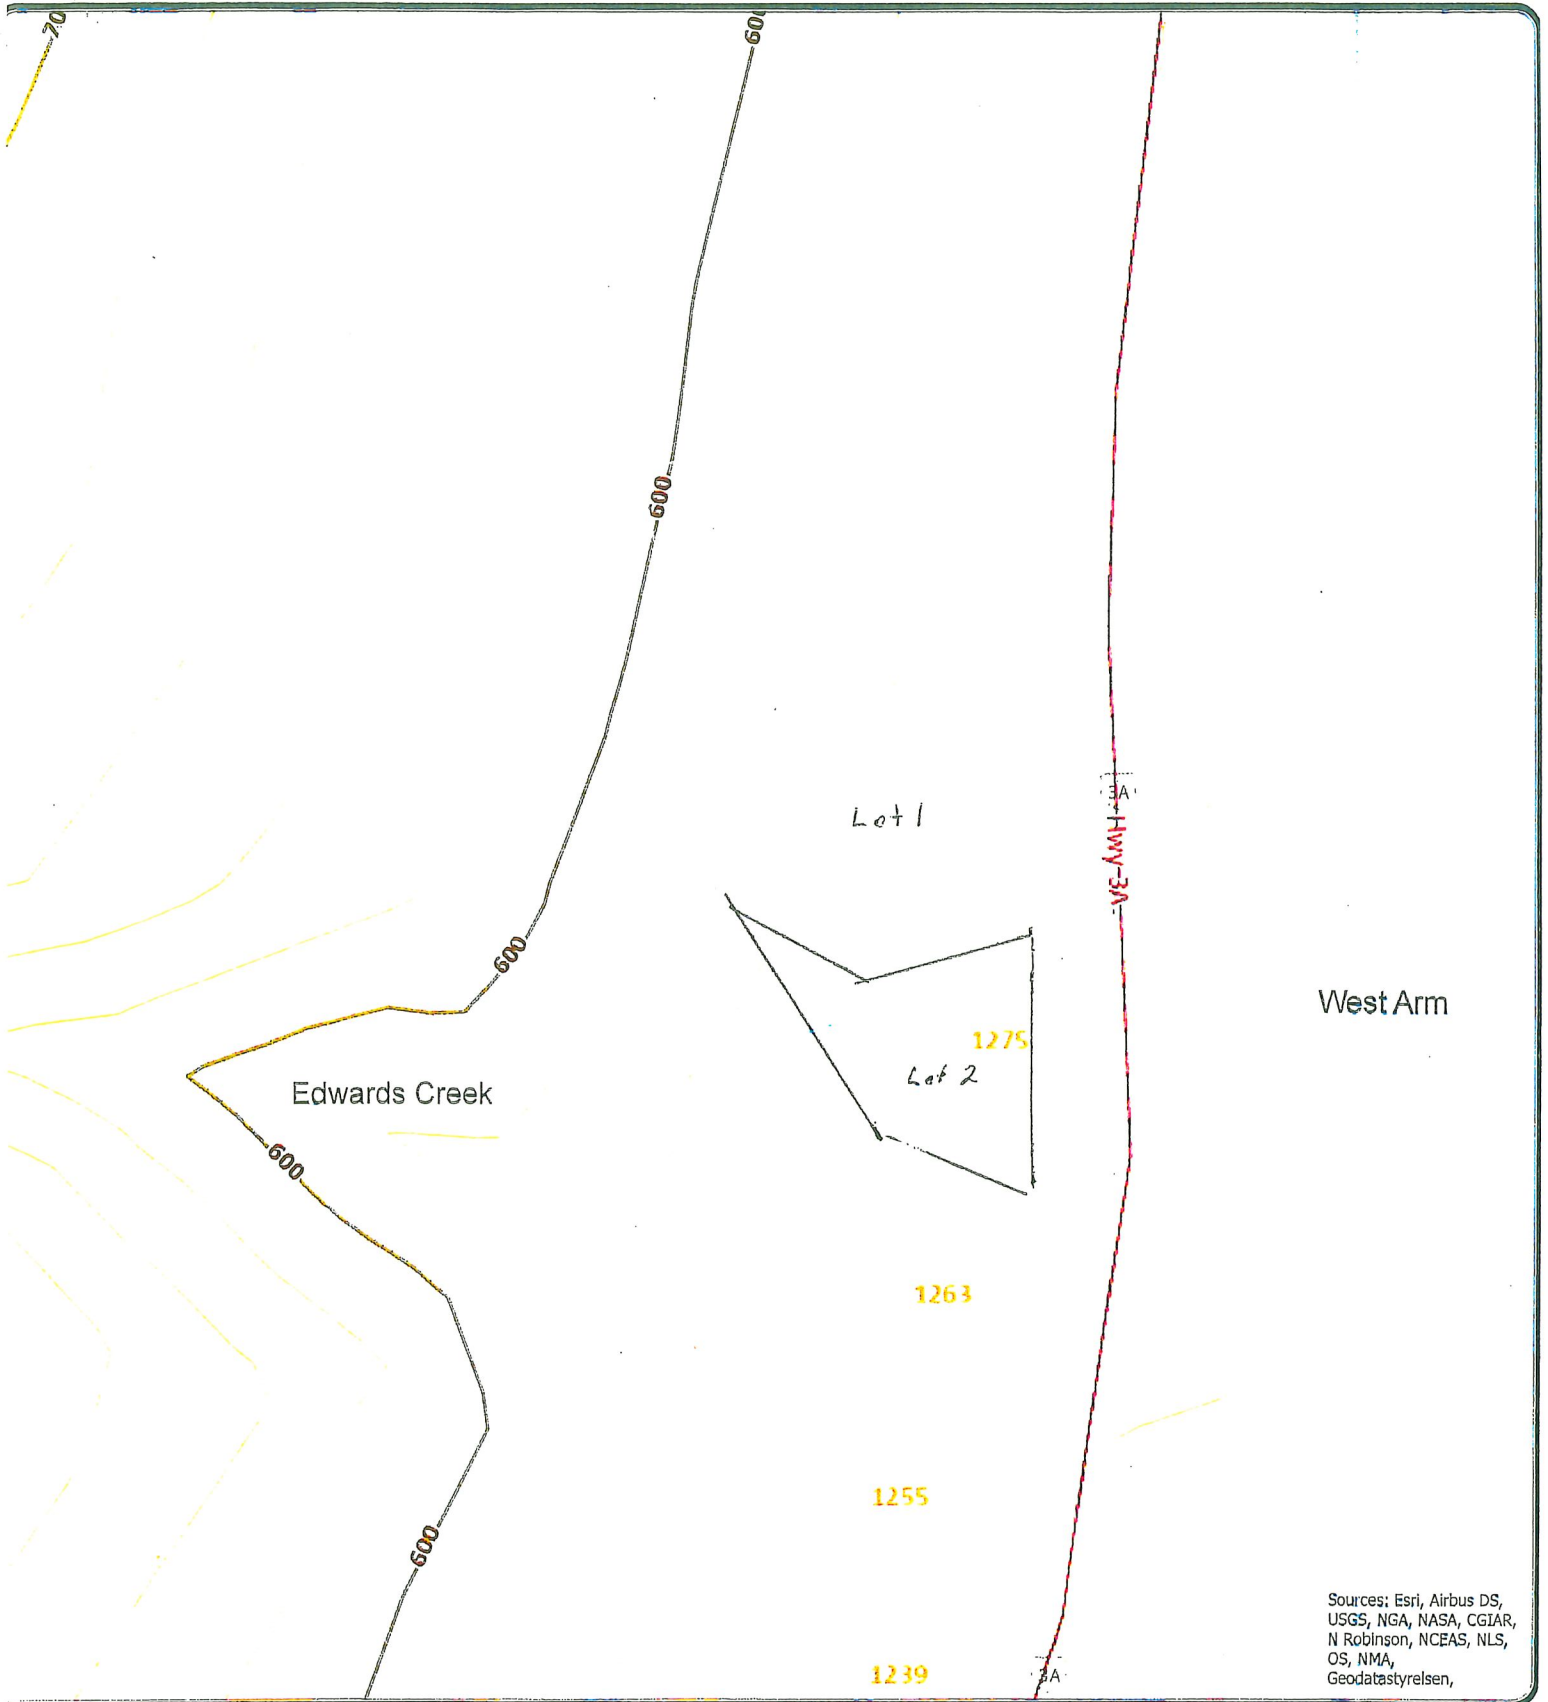 70
600
600
3A
Hwy-3A
Lot 1
600
West Arm
1275
Lot 2
Edwards Creek
600
1263
1255
600
Sources: Esri, Airbus DS,
USGS, NGA, NASA, CGIAR,
N Robinson, NCEAS, NLS,
OS, NMA,
Geodatastyrelsen,
1239
3A